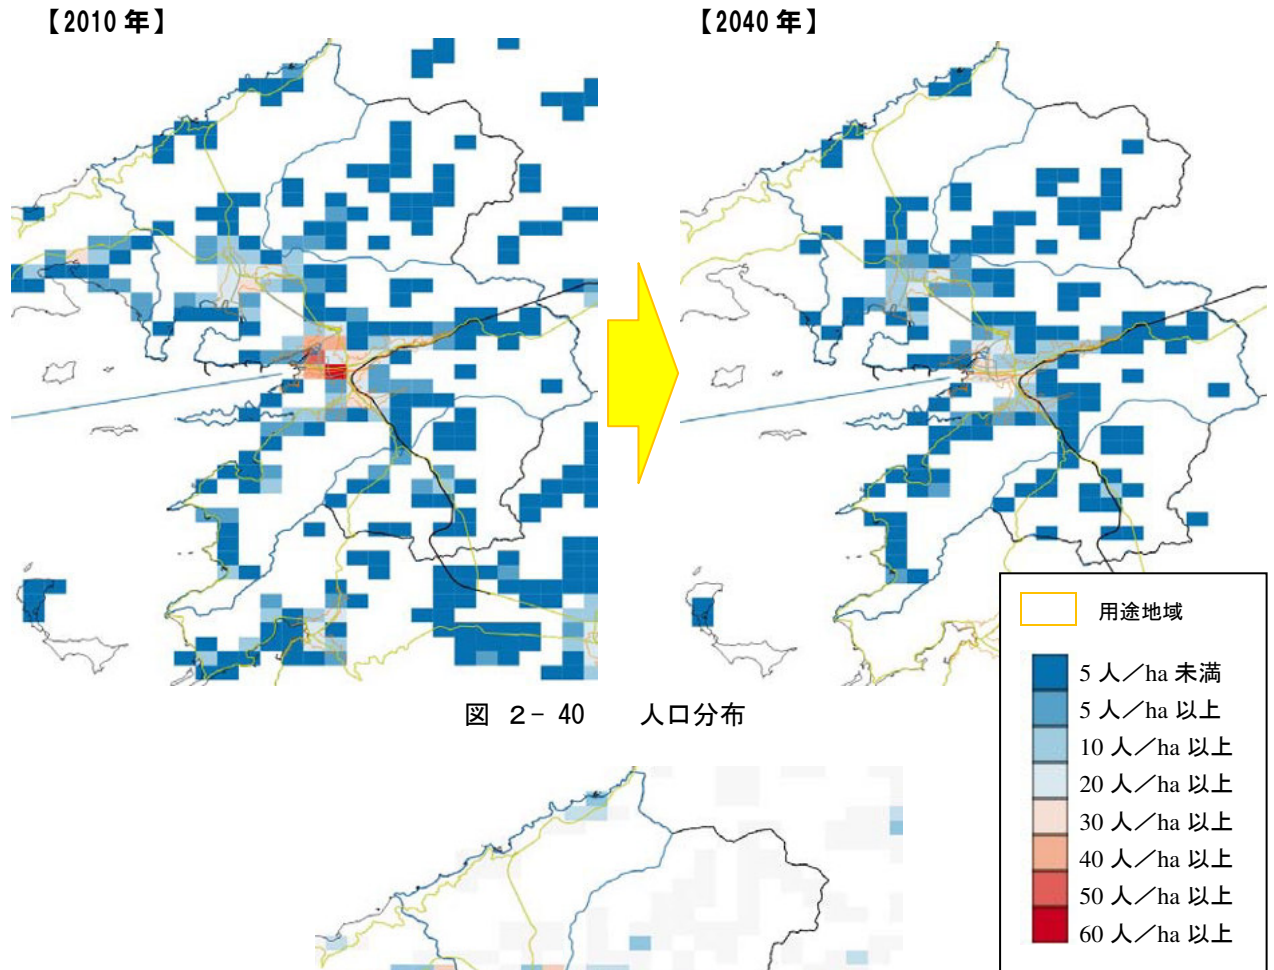 【2010 年】
【2040 年】
図 2- 40 人口分布
用途地域
5 人／ha 未満
5 人／ha 以上
10 人／ha 以上
20 人／ha 以上
30 人／ha 以上
40 人／ha 以上
50 人／ha 以上
60 人／ha 以上